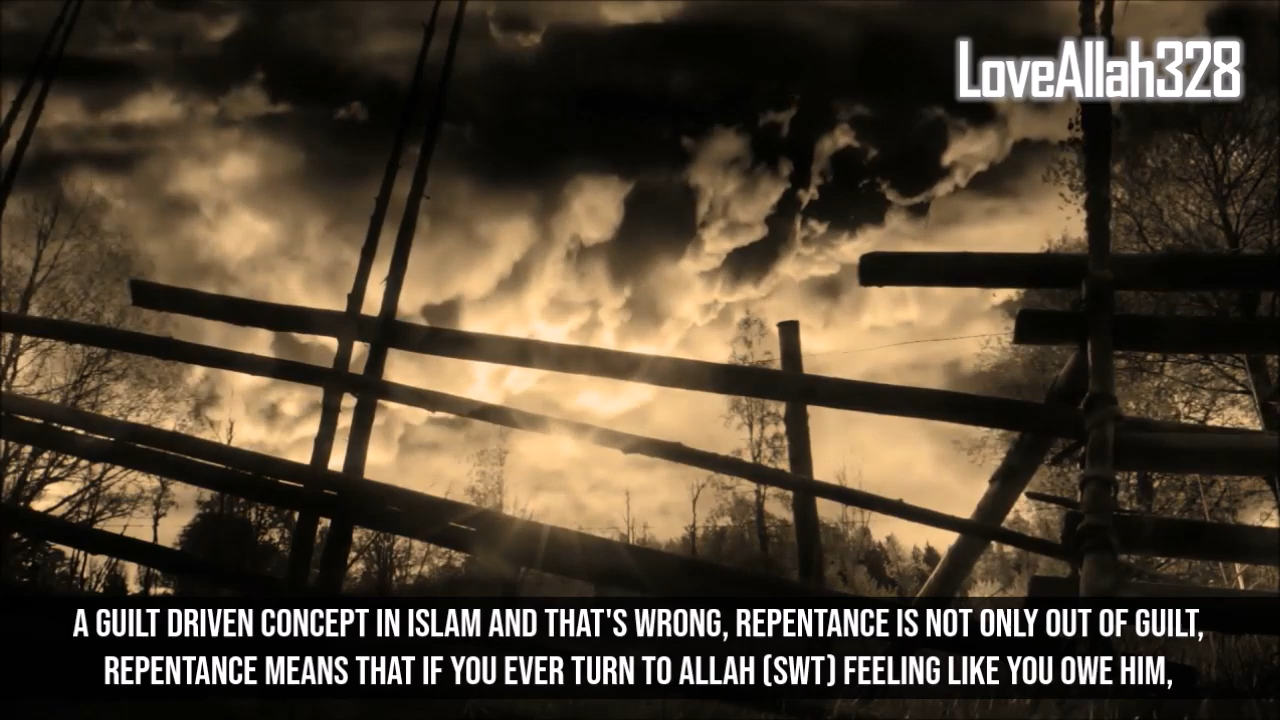 LoveAllah328
A GUILT DRIVEN CONCEPT IN ISLAM AND THAT'S WRONG, REPENTANCE IS NOT ONLY OUT OF GUILT,
REPENTANCE MEANS THAT IF YOU EVER TURN TO ALLAH (SWT) FEELING LIKE YOU OWE HIM,